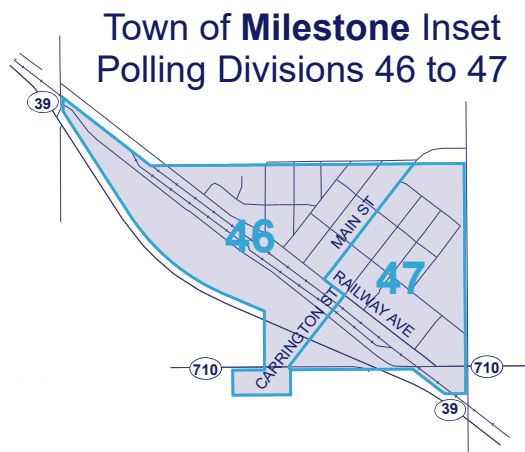 Town of Milestone Inset
Polling Divisions 46 to 47
39
46
MAIN ST
47
RAILWAY AVE
CARRINGTON ST
710
710
39